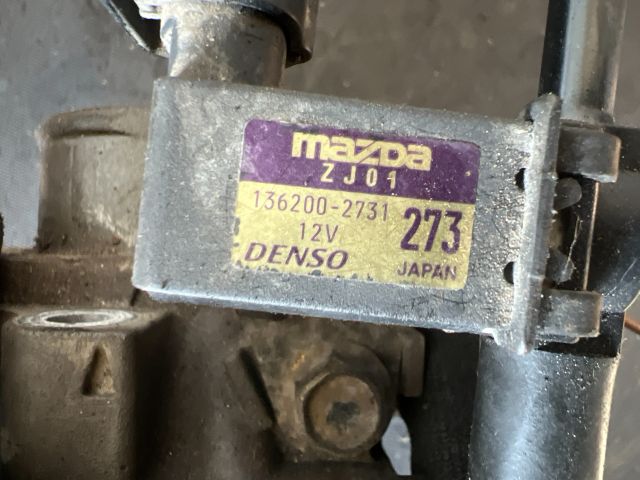 mazda
ZJ01
136200-2731
12V 273
DENSO JAPAN